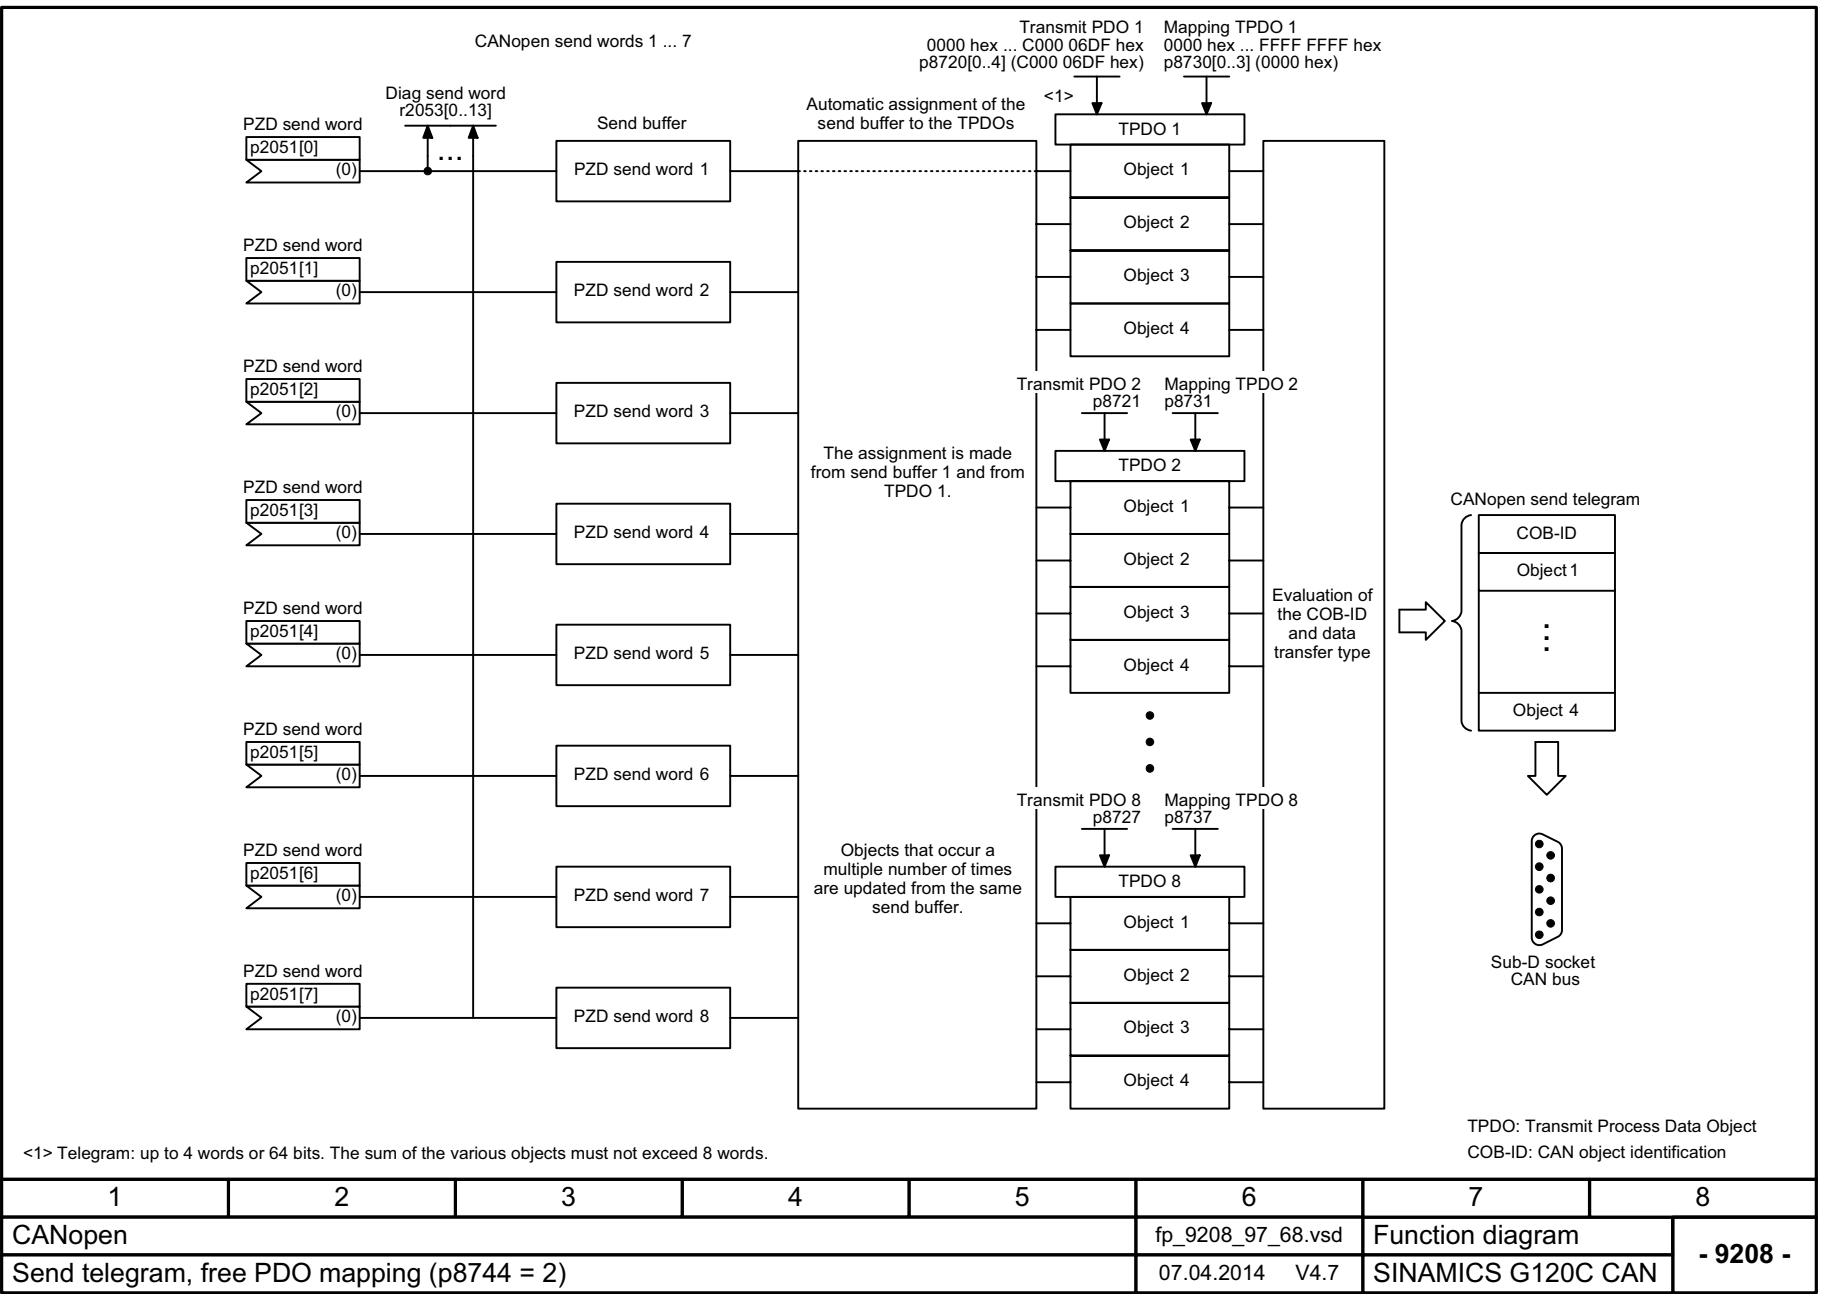 CANopen send words 1 ... 7
Transmit PDO 1
0000 hex ... C000 06DF hex
p8720[0..4] (C000 06DF hex)
Mapping TPDO 1
0000 hex ... FFFF FFFF hex
p8730[0..3] (0000 hex)
Diag send word
r2053[0..13]
...
Send buffer
Automatic assignment of the
send buffer to the TPDOs
<1>
TPDO 1
PZD send word
p2051[0]
(0)
PZD send word 1
Object 1
Object 2
Object 3
Object 4
PZD send word
p2051[1]
(0)
PZD send word 2
PZD send word
p2051[2]
(0)
PZD send word 3
Transmit PDO 2
p8721
Mapping TPDO 2
p8731
The assignment is made
from send buffer 1 and from
TPDO 1.
TPDO 2
Object 1
Object 2
Object 3
Object 4
PZD send word
p2051[3]
(0)
PZD send word 4
PZD send word
p2051[4]
(0)
PZD send word 5
Evaluation of
the COB-ID
and data
transfer type
CANopen send telegram
COB-ID
Object 1
Object 4
PZD send word
p2051[5]
(0)
PZD send word 6
Transmit PDO 8
p8727
Mapping TPDO 8
p8737
PZD send word
p2051[6]
(0)
PZD send word 7
Objects that occur a
multiple number of times
are updated from the same
send buffer.
TPDO 8
Object 1
Object 2
Object 3
Object 4
Sub-D socket
CAN bus
PZD send word
p2051[7]
(0)
PZD send word 8
TPDO: Transmit Process Data Object
COB-ID: CAN object identification
<1> Telegram: up to 4 words or 64 bits. The sum of the various objects must not exceed 8 words.
1 2 3 4 5 6 7 8
CANopen
fp_9208_97_68.vsd
Function diagram
- 9208 -
Send telegram, free PDO mapping (p8744 = 2)
07.04.2014 V4.7
SINAMICS G120C CAN